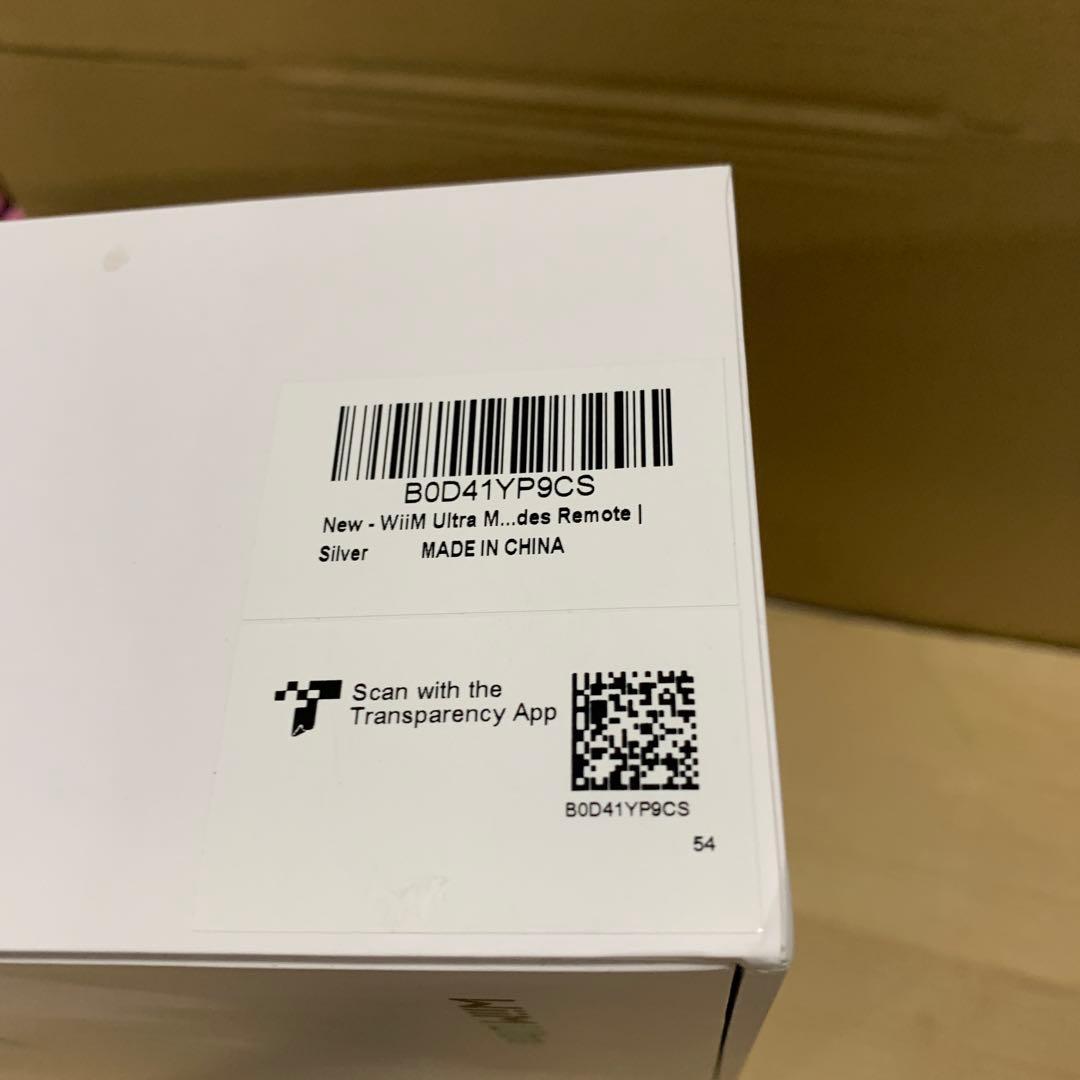 B0D41YP9CS
New - WiiM Ultra M...des Remote |
Silver MADE IN CHINA
Scan with the
Transparency App
B0D41YP9CS
54